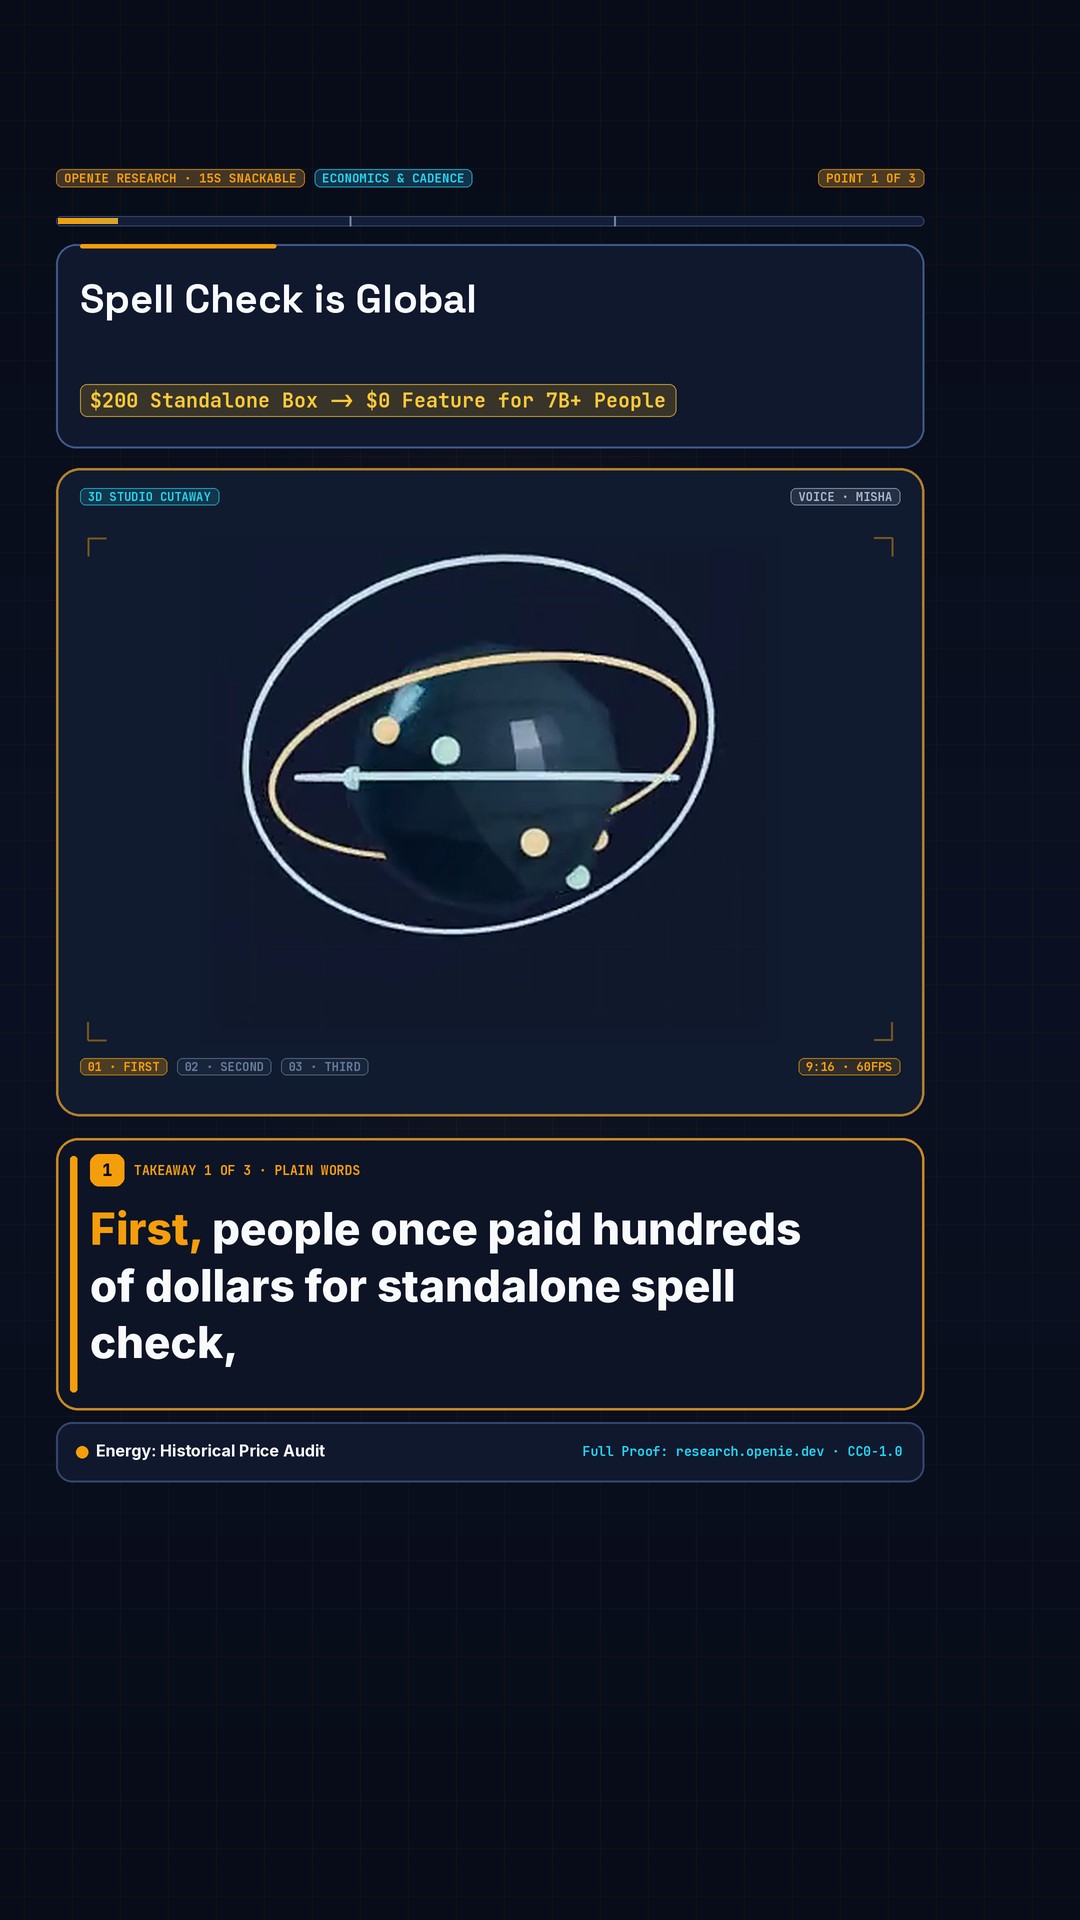 OPENIE RESEARCH · 15S SNACKABLE
ECONOMICS & CADENCE
POINT 1 OF 3
Spell Check is Global
$200 Standalone Box → $0 Feature for 7B+ People
3D STUDIO CUTAWAY
VOICE · MISHA
01 · FIRST
02 · SECOND
03 · THIRD
9:16 · 60FPS
1
TAKEAWAY 1 OF 3 · PLAIN WORDS
First, people once paid hundreds
of dollars for standalone spell
check,
Energy: Historical Price Audit
Full Proof: research.openie.dev · CC0-1.0